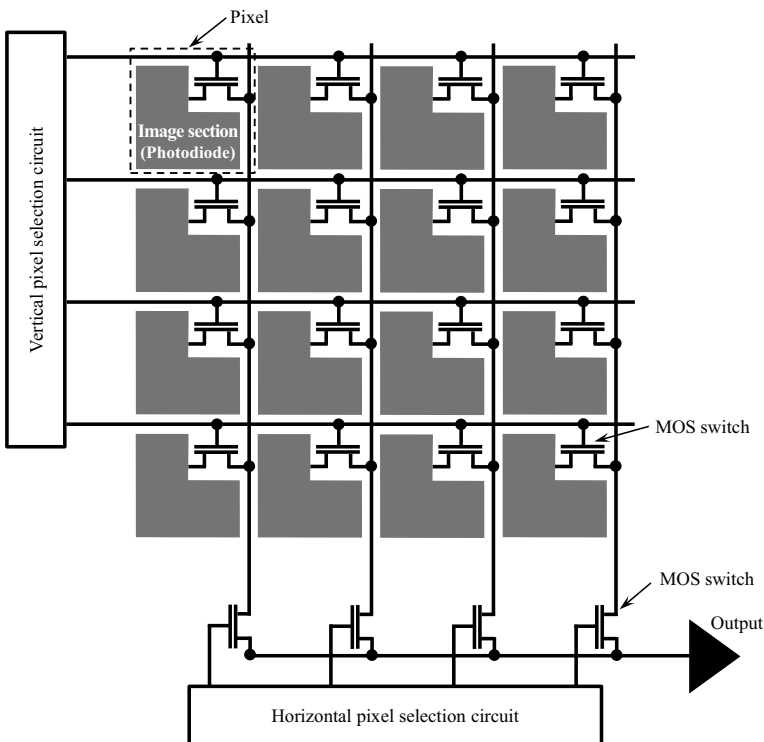 Pixel
Vertical pixel selection circuit
Image section
(Photodiode)
MOS switch
MOS switch
Output
Horizontal pixel selection circuit